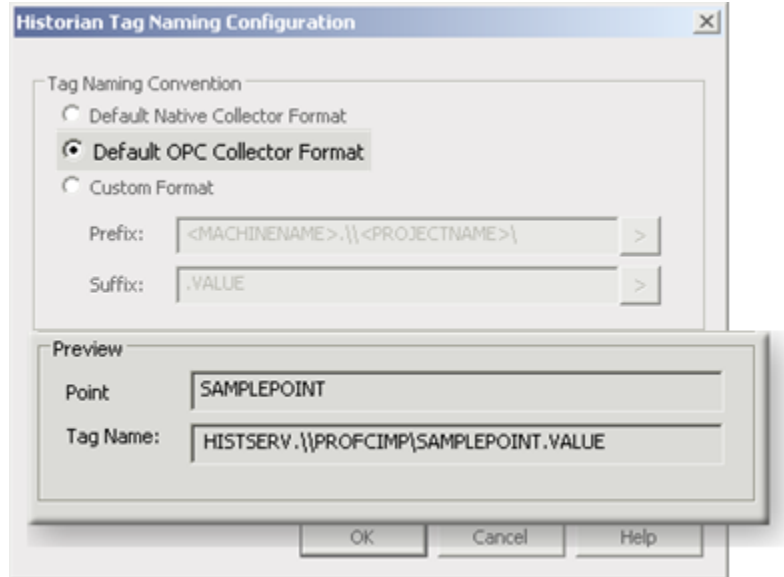 Historian Tag Naming Configuration
Tag Naming Convention
Default Native Collector Format
Default OPC Collector Format
Custom Format
Prefix: <MACHINENAME>.\\<PROJECTNAME>\ >
Suffix: .VALUE >
Preview
Point SAMPLEPOINT
Tag Name: HISTSERV.\\PROFCIMP\SAMPLEPOINT.VALUE
OK Cancel Help